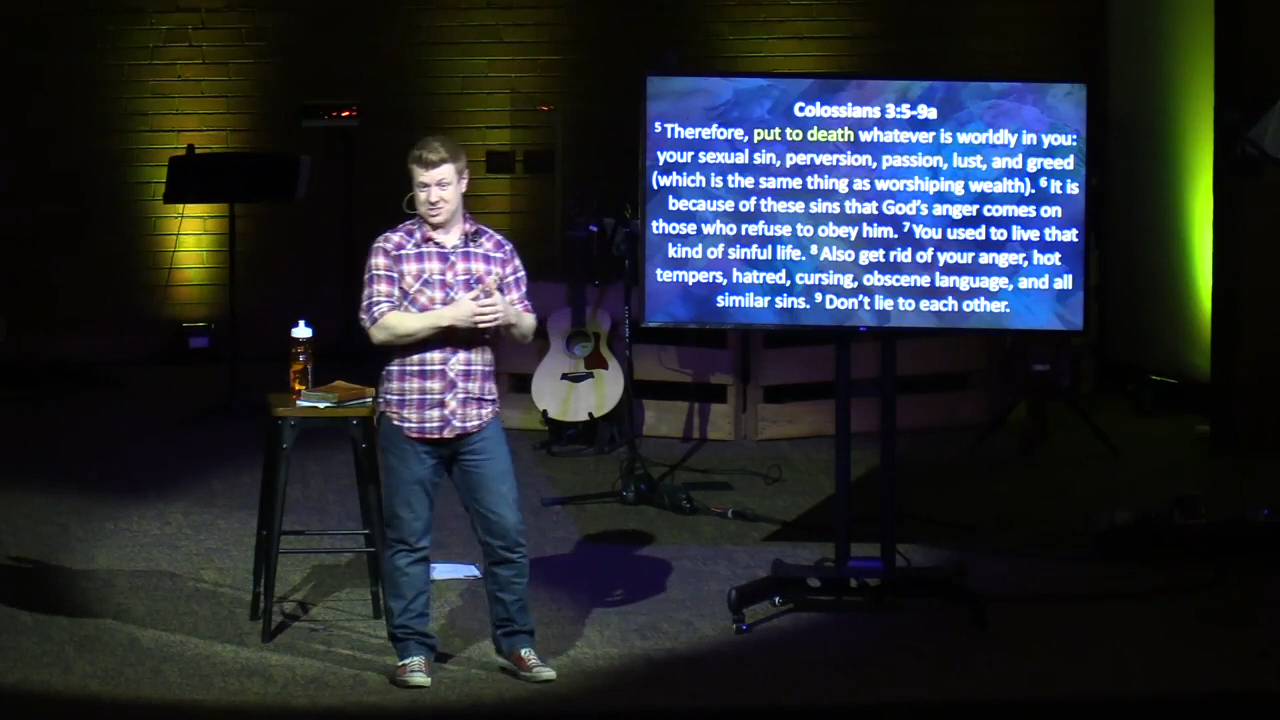 Colossians 3:5-9a
⁵ Therefore, put to death whatever is worldly in you:
your sexual sin, perversion, passion, lust, and greed
(which is the same thing as worshiping wealth). ⁶ It is
because of these sins that God's anger comes on
those who refuse to obey him. ⁷ You used to live that
kind of sinful life. ⁸ Also get rid of your anger, hot
tempers, hatred, cursing, obscene language, and all
similar sins. ⁹ Don't lie to each other.